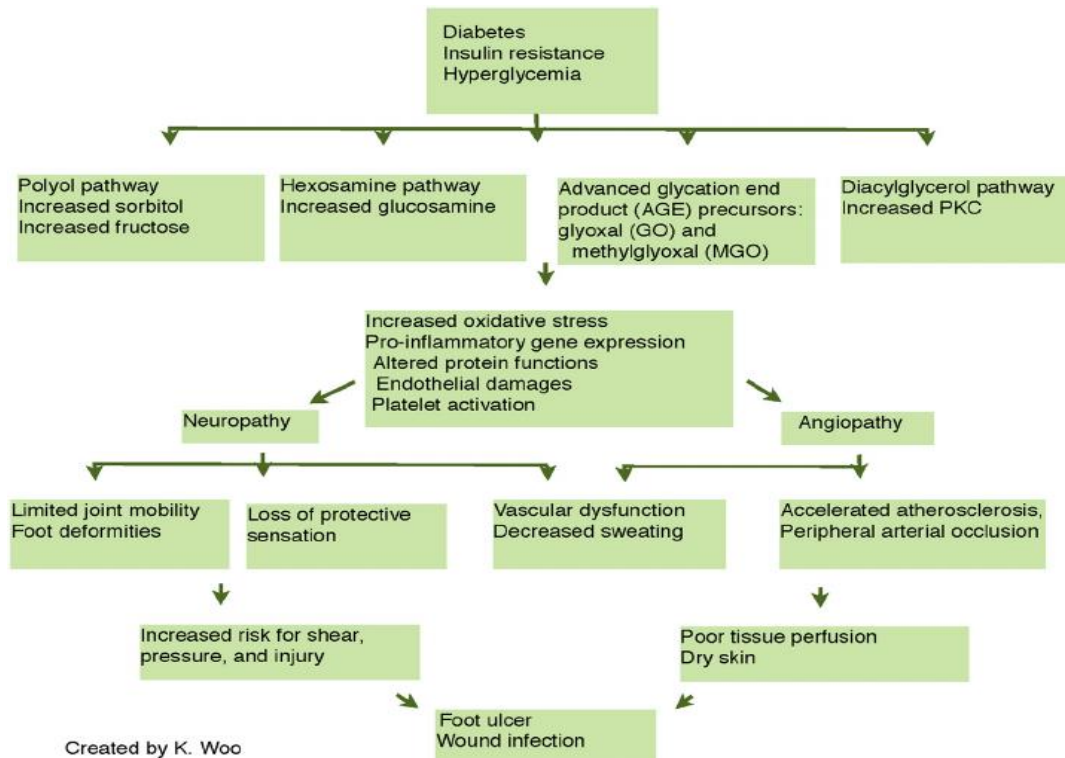 Diabetes
Insulin resistance
Hyperglycemia
Polyol pathway
Increased sorbitol
Increased fructose
Hexosamine pathway
Increased glucosamine
Advanced glycation end
product (AGE) precursors:
glyoxal (GO) and
methylglyoxal (MGO)
Diacylglycerol pathway
Increased PKC
Increased oxidative stress
Pro-inflammatory gene expression
Altered protein functions
Endothelial damages
Platelet activation
Neuropathy
Angiopathy
Limited joint mobility
Foot deformities
Loss of protective
sensation
Vascular dysfunction
Decreased sweating
Accelerated atherosclerosis,
Peripheral arterial occlusion
Increased risk for shear,
pressure, and injury
Poor tissue perfusion
Dry skin
Foot ulcer
Wound infection
Created by K. Woo